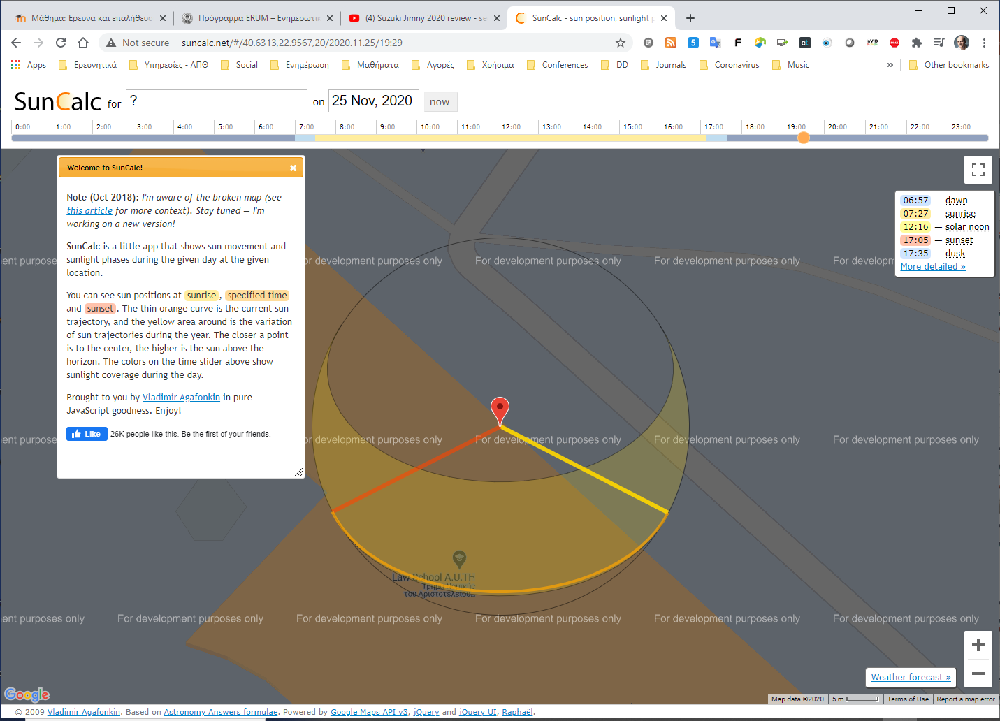 Μάθημα: Έρευνα και επαλήθευσ
Πρόγραμμα ERUM – Ενημερωτικ
(4) Suzuki Jimny 2020 review - se
SunCalc - sun position, sunlight p
Not secure
suncalc.net/#/40.6313,22.9567,20/2020.11.25/19:29
Apps
Ερευνητικά
Υπηρεσίες - ΑΠΘ
Social
Ενημέρωση
Μαθήματα
Αγορές
Χρήσιμα
Conferences
DD
Journals
Coronavirus
Music
»
Other bookmarks
SunCalc for ? on 25 Nov, 2020 now
0:00 1:00 2:00 3:00 4:00 5:00 6:00 7:00 8:00 9:00 10:00 11:00 12:00 13:00 14:00 15:00 16:00 17:00 18:00 19:00 20:00 21:00 22:00 23:00
Welcome to SunCalc!
Note (Oct 2018): I'm aware of the broken map (see
this article for more context). Stay tuned — I'm
working on a new version!
SunCalc is a little app that shows sun movement and
sunlight phases during the given day at the given
location.
You can see sun positions at sunrise, specified time
and sunset. The thin orange curve is the current sun
trajectory, and the yellow area around is the variation
of sun trajectories during the year. The closer a point
is to the center, the higher is the sun above the
horizon. The colors on the time slider above show
sunlight coverage during the day.
Brought to you by Vladimir Agafonkin in pure
JavaScript goodness. Enjoy!
Like 26K people like this. Be the first of your friends.
06:57 — dawn
07:27 — sunrise
12:16 — solar noon
17:05 — sunset
17:35 — dusk
More detailed »
ent purpose
or development purposes only
For development purposes only
For development purposes only
For develop
ent purpose
or development purposes only
For development purposes only
For development purposes only
For development purposes only
Law School A.U.TH
Τμήμα Νομικής
του Αριστοτελείου...
ent purposes only
For development purposes only
For development purposes only
For development purposes only
For development purposes only
For development purposes only
Weather forecast »
Google
Map data ©2020
5 m
Terms of Use
Report a map error
© 2009 Vladimir Agafonkin. Based on Astronomy Answers formulae. Powered by Google Maps API v3, jQuery and jQuery UI, Raphaël.